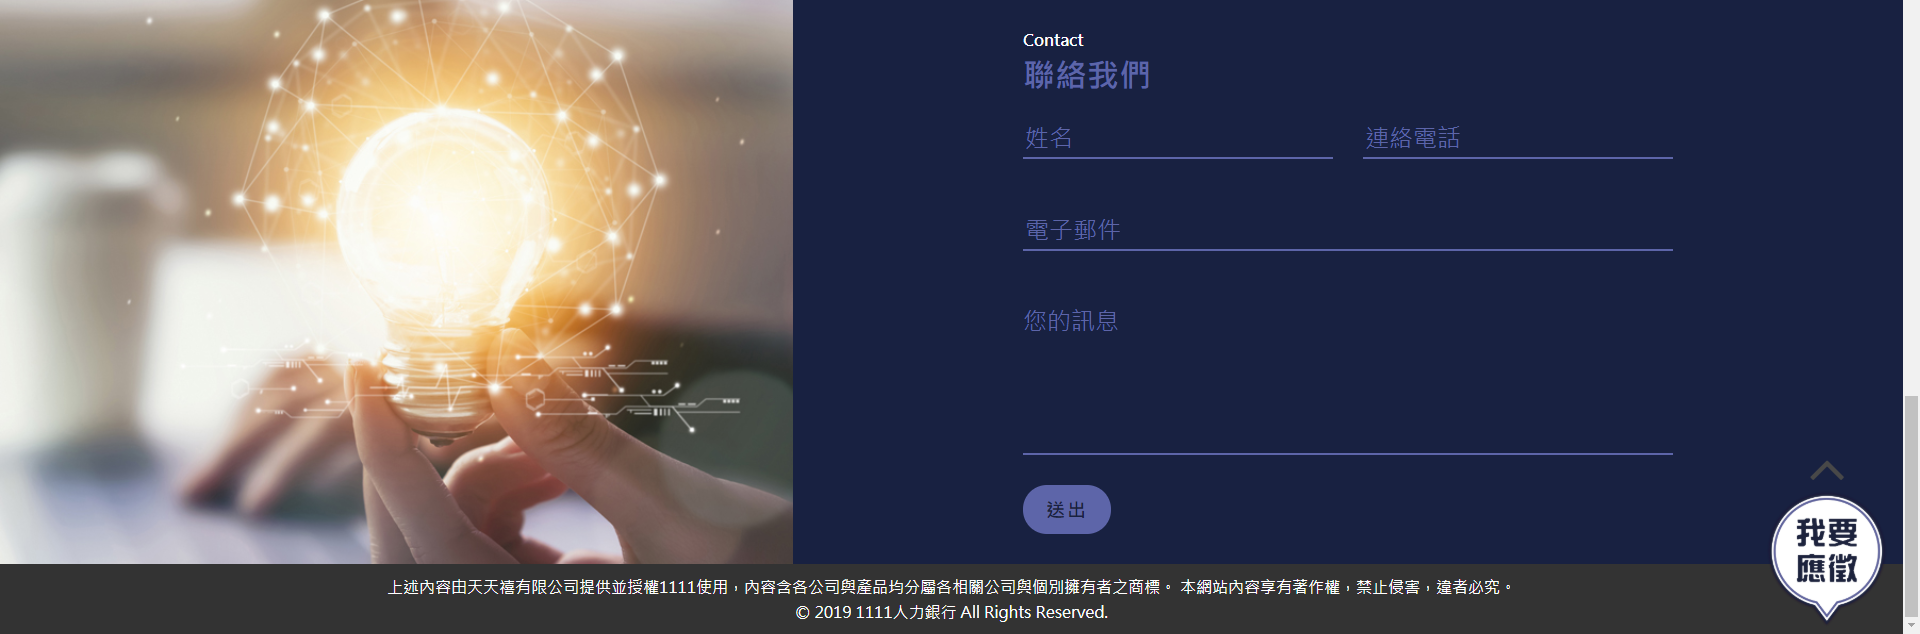 Contact
聯絡我們
姓名
連絡電話
電子郵件
您的訊息
送出
我要
應徵
上述內容由天天禧有限公司提供並授權1111使用，內容含各公司與產品均分屬各相關公司與個別擁有者之商標。 本網站內容享有著作權，禁止侵害，違者必究。
© 2019 1111人力銀行 All Rights Reserved.